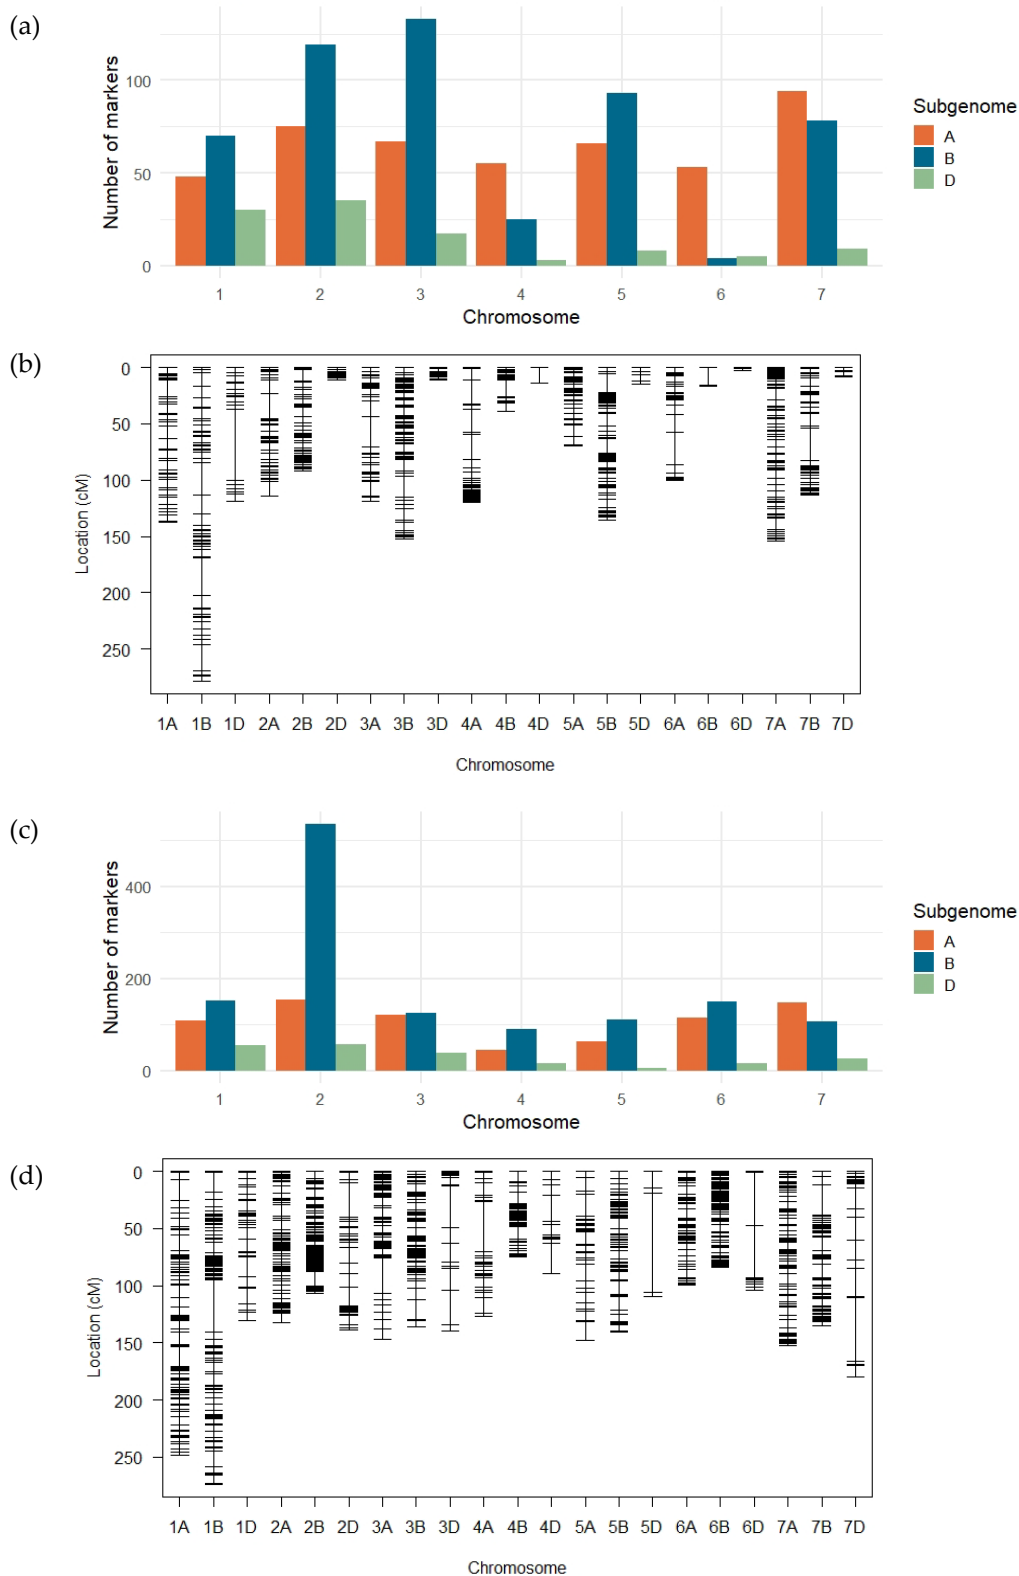 (a)
Number of markers
100
50
0
1 2 3 4 5 6 7
Chromosome
Subgenome
A
B
D
(b)
Location (cM)
0
50
100
150
200
250
1A 1B 1D 2A 2B 2D 3A 3B 3D 4A 4B 4D 5A 5B 5D 6A 6B 6D 7A 7B 7D
Chromosome
(c)
Number of markers
400
200
0
1 2 3 4 5 6 7
Chromosome
Subgenome
A
B
D
(d)
Location (cM)
0
50
100
150
200
250
1A 1B 1D 2A 2B 2D 3A 3B 3D 4A 4B 4D 5A 5B 5D 6A 6B 6D 7A 7B 7D
Chromosome